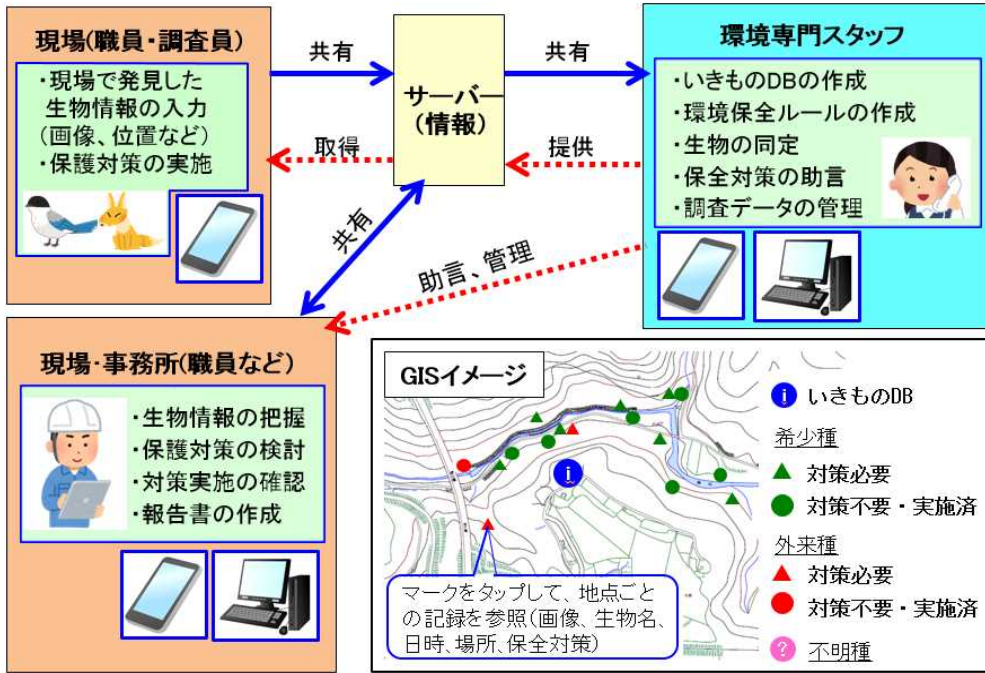 現場(職員・調査員)
・現場で発見した
生物情報の入力
(画像、位置など)
・保護対策の実施
共有
取得
サーバー
(情報)
共有
提供
環境専門スタッフ
・いきものDBの作成
・環境保全ルールの作成
・生物の同定
・保全対策の助言
・調査データの管理
共有
助言、管理
現場・事務所(職員など)
・生物情報の把握
・保護対策の検討
・対策実施の確認
・報告書の作成
GISイメージ
i
マークをタップして、地点ごと
の記録を参照(画像、生物名、
日時、場所、保全対策)
i いきものDB
希少種
対策必要
対策不要・実施済
外来種
対策必要
対策不要・実施済
? 不明種